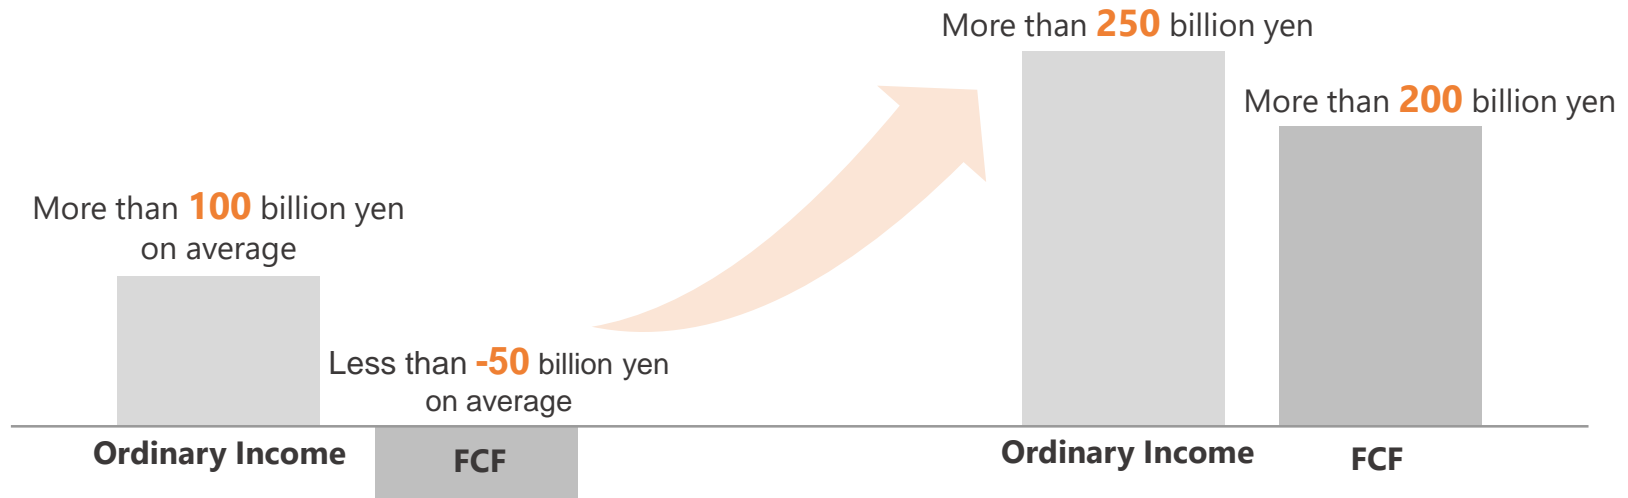 More than 250 billion yen
More than 200 billion yen
More than 100 billion yen
on average
Less than -50 billion yen
on average
Ordinary Income
FCF
Ordinary Income
FCF